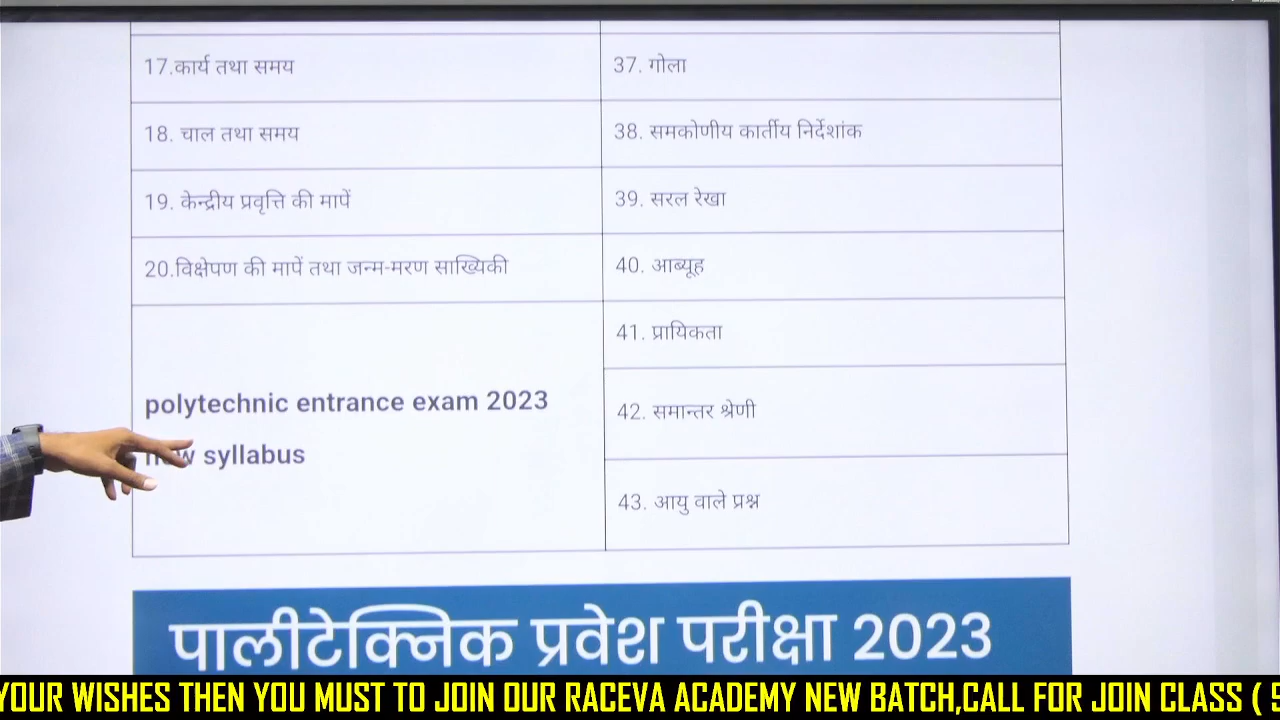 17.कार्य तथा समय
37. गोला
18. चाल तथा समय
38. समकोणीय कार्तीय निर्देशांक
19. केन्द्रीय प्रवृत्ति की मापें
39. सरल रेखा
20.विक्षेपण की मापें तथा जन्म-मरण साख्यिकी
40. आब्यूह
41. प्रायिकता
polytechnic entrance exam 2023
42. समान्तर श्रेणी
new syllabus
43. आयु वाले प्रश्न
पालीटेक्निक प्रवेश परीक्षा 2023
YOUR WISHES THEN YOU MUST TO JOIN OUR RACEVA ACADEMY NEW BATCH,CALL FOR JOIN CLASS (